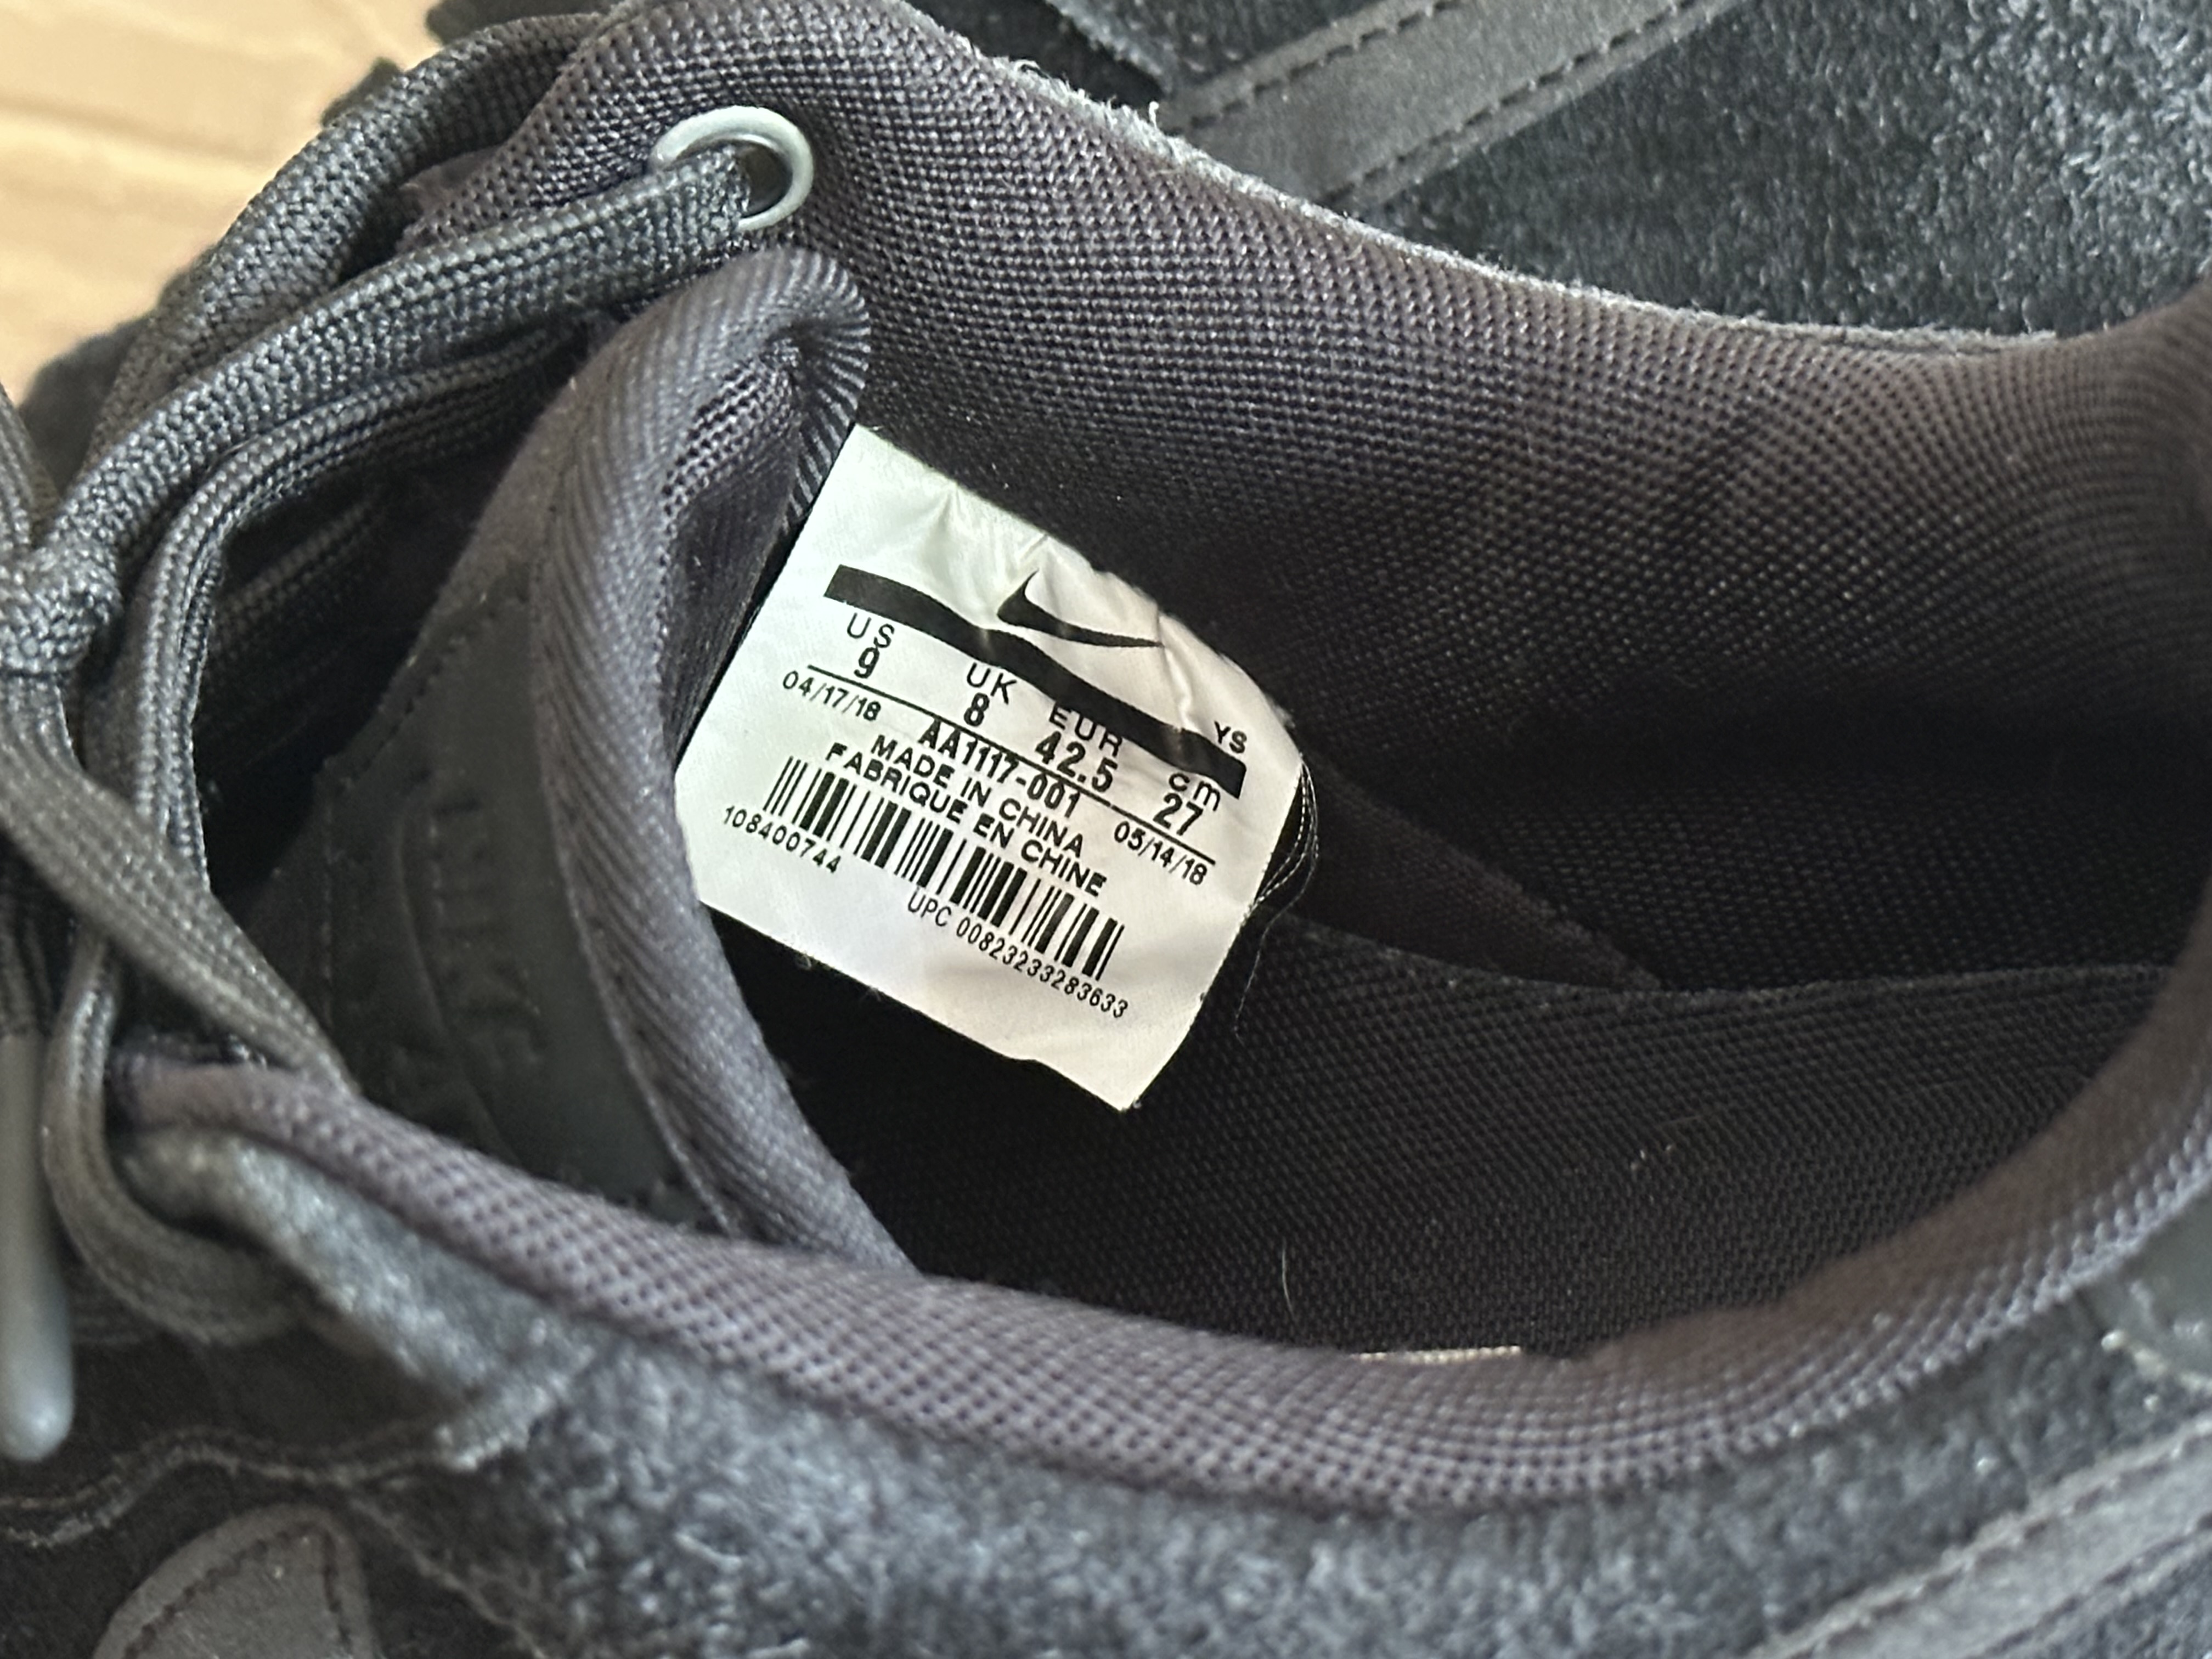 YS
US UK EUR cm
9 8 42.5 27
04/17/18 AA1117-001 05/14/18
MADE IN CHINA
FABRIQUE EN CHINE
108400744
UPC 00823233283633